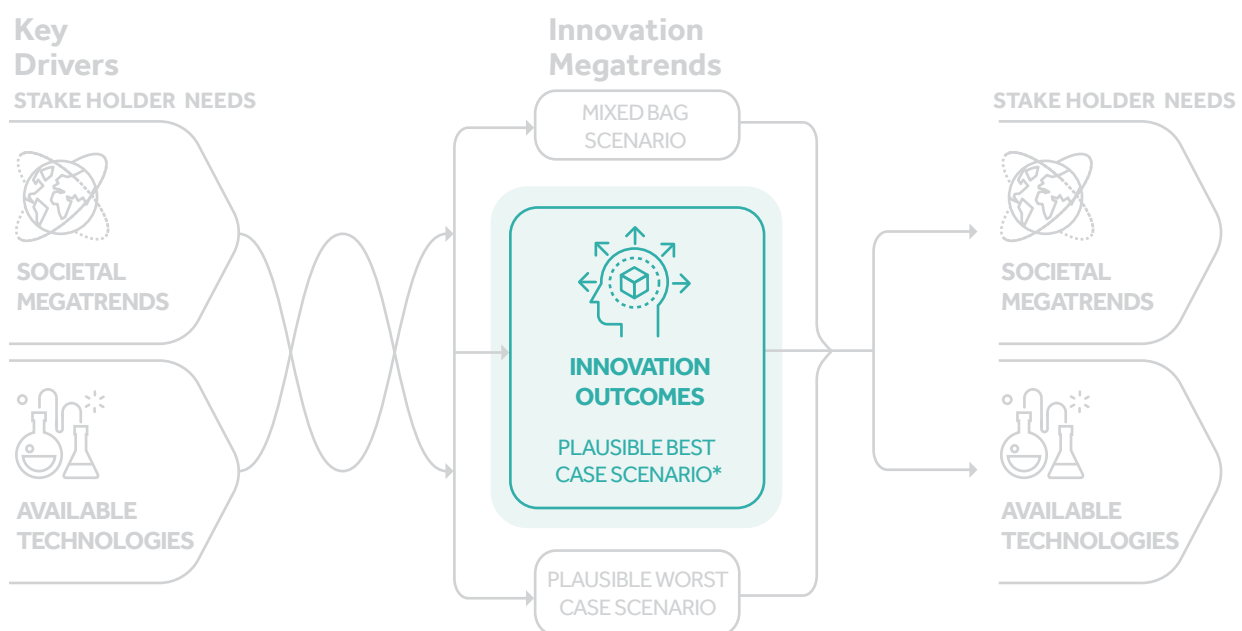 Key
Drivers
STAKE HOLDER NEEDS
SOCIETAL
MEGATRENDS
AVAILABLE
TECHNOLOGIES
Innovation
Megatrends
MIXED BAG
SCENARIO
INNOVATION
OUTCOMES
PLAUSIBLE BEST
CASE SCENARIO*
PLAUSIBLE WORST
CASE SCENARIO
STAKE HOLDER NEEDS
SOCIETAL
MEGATRENDS
AVAILABLE
TECHNOLOGIES